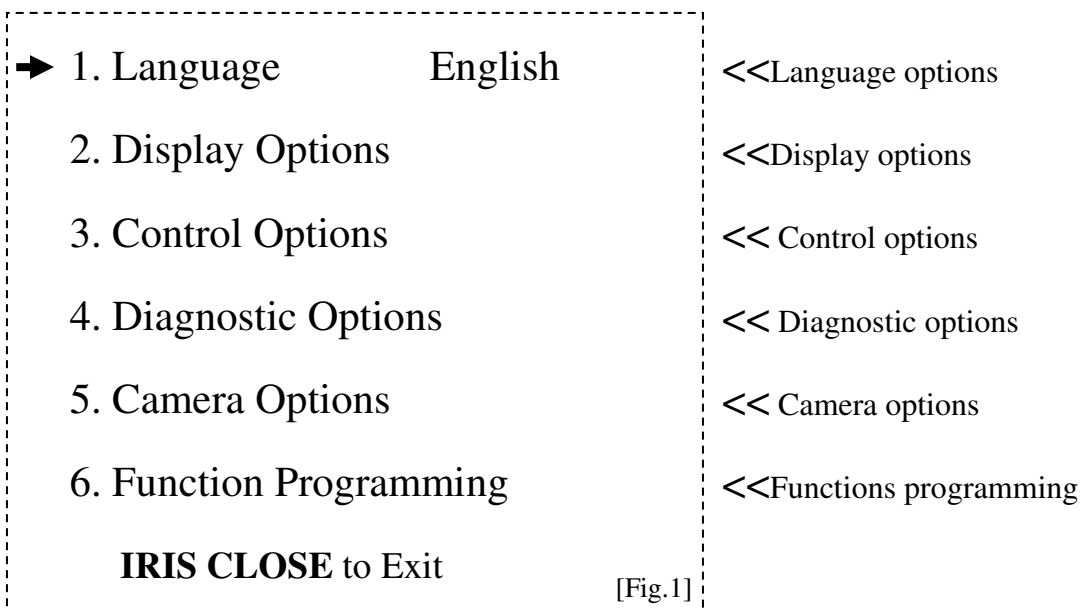 1. Language English <<Language options
2. Display Options <<Display options
3. Control Options << Control options
4. Diagnostic Options << Diagnostic options
5. Camera Options << Camera options
6. Function Programming <<Functions programming
IRIS CLOSE to Exit
[Fig.1]